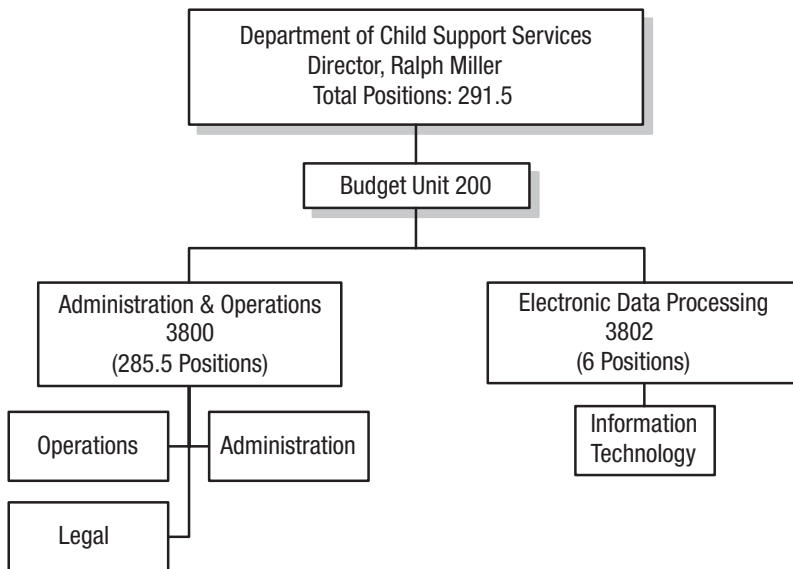 Department of Child Support Services
Director, Ralph Miller
Total Positions: 291.5
Budget Unit 200
Administration & Operations
3800
(285.5 Positions)
Electronic Data Processing
3802
(6 Positions)
Operations
Administration
Information
Technology
Legal